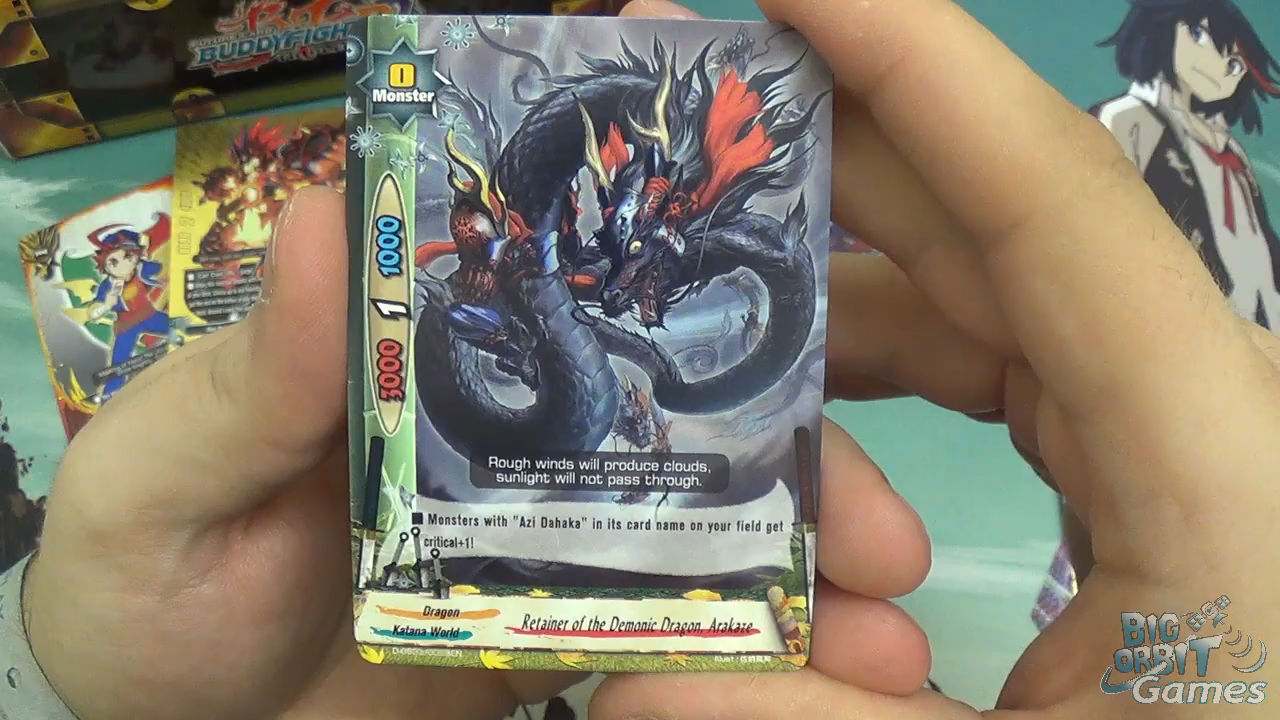 BUDDYFIGHT
0
Monster
3000 1 1000
Rough winds will produce clouds,
sunlight will not pass through.
■ Monsters with "Azi Dahaka" in its card name on your field get
critical+1!
Dragon
Katana World
Retainer of the Demonic Dragon, Arakaze
BIG
ORBIT
Games